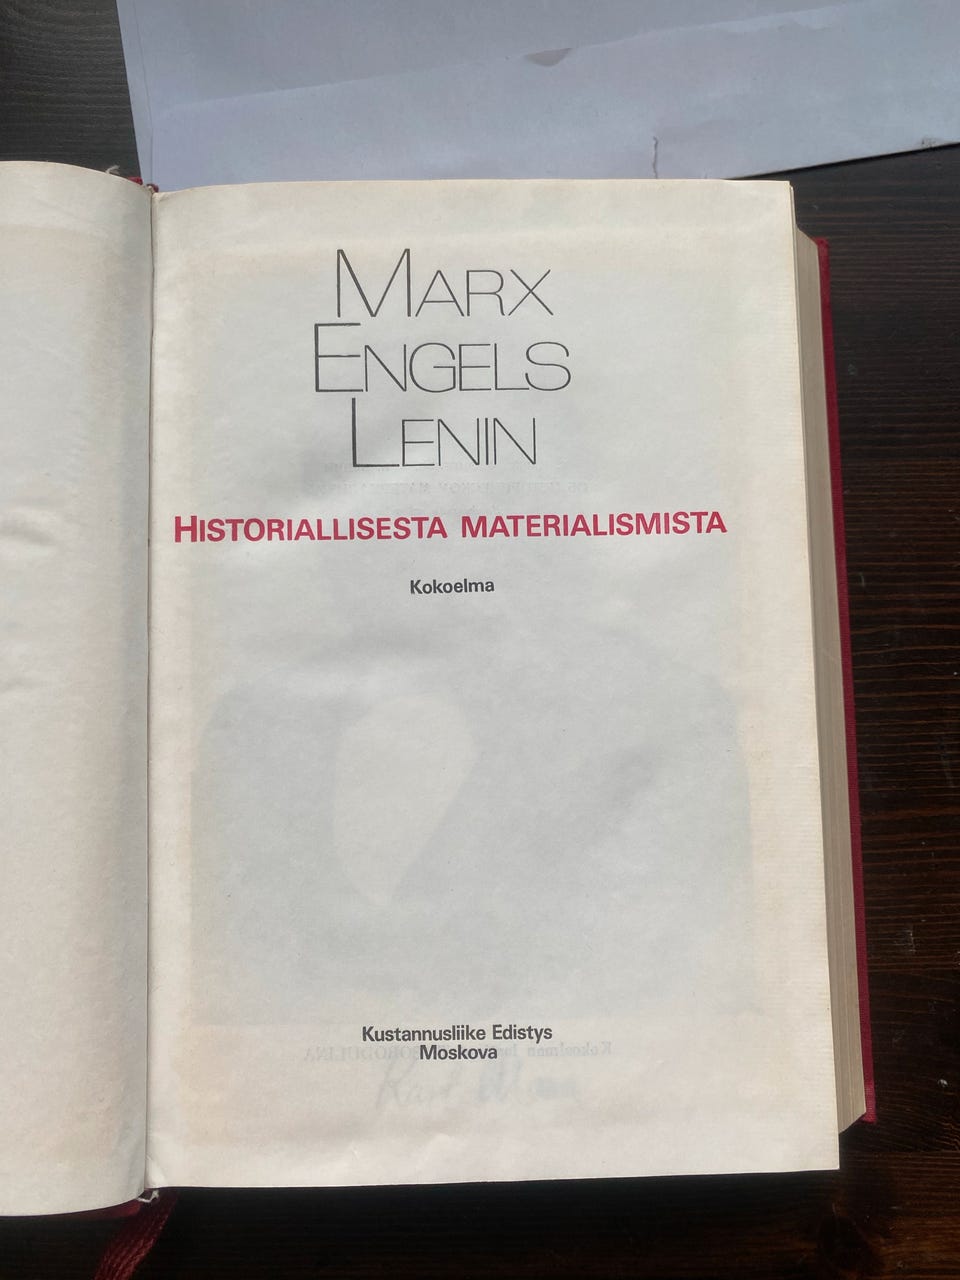 MARX
ENGELS
LENIN
HISTORIALLISESTA MATERIALISMISTA
Kokoelma
Kustannusliike Edistys
Moskova